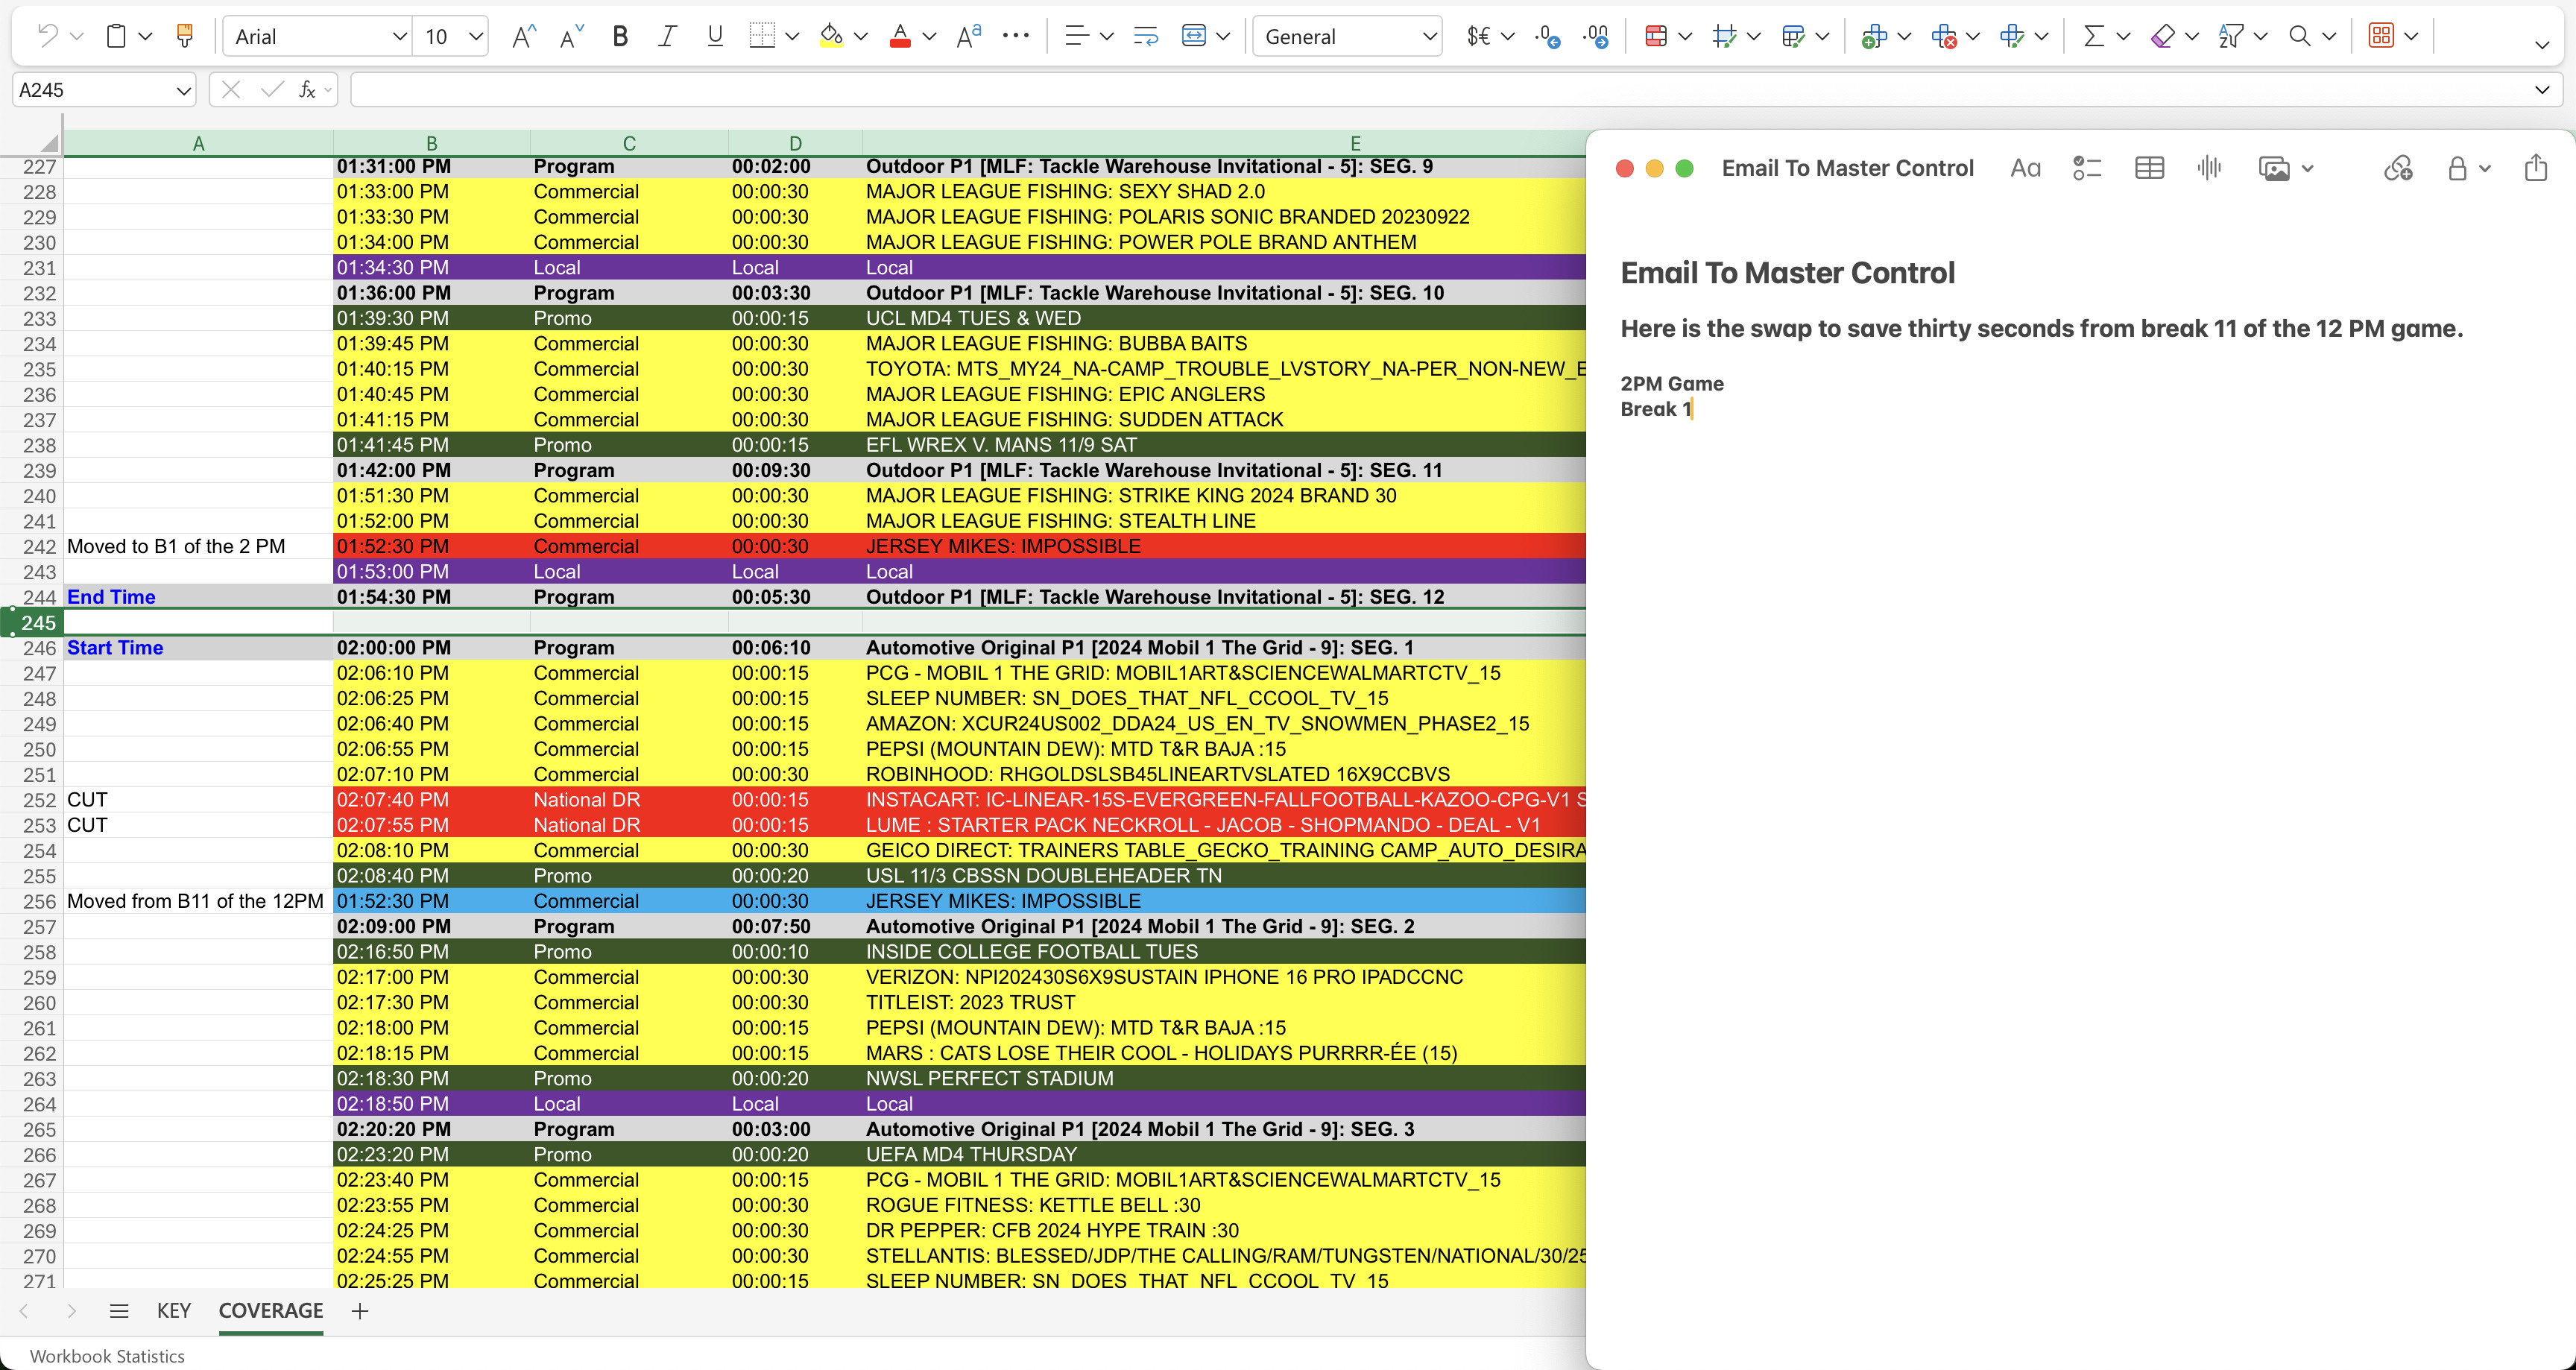 Arial 10 General
A245 fx
A B C D E
227 01:31:00 PM Program 00:02:00 Outdoor P1 [MLF: Tackle Warehouse Invitational - 5]: SEG. 9
228 01:33:00 PM Commercial 00:00:30 MAJOR LEAGUE FISHING: SEXY SHAD 2.0
229 01:33:30 PM Commercial 00:00:30 MAJOR LEAGUE FISHING: POLARIS SONIC BRANDED 20230922
230 01:34:00 PM Commercial 00:00:30 MAJOR LEAGUE FISHING: POWER POLE BRAND ANTHEM
231 01:34:30 PM Local Local Local
232 01:36:00 PM Program 00:03:30 Outdoor P1 [MLF: Tackle Warehouse Invitational - 5]: SEG. 10
233 01:39:30 PM Promo 00:00:15 UCL MD4 TUES & WED
234 01:39:45 PM Commercial 00:00:30 MAJOR LEAGUE FISHING: BUBBA BAITS
235 01:40:15 PM Commercial 00:00:30 TOYOTA: MTS_MY24_NA-CAMP_TROUBLE_LVSTORY_NA-PER_NON-NEW_E
236 01:40:45 PM Commercial 00:00:30 MAJOR LEAGUE FISHING: EPIC ANGLERS
237 01:41:15 PM Commercial 00:00:30 MAJOR LEAGUE FISHING: SUDDEN ATTACK
238 01:41:45 PM Promo 00:00:15 EFL WREX V. MANS 11/9 SAT
239 01:42:00 PM Program 00:09:30 Outdoor P1 [MLF: Tackle Warehouse Invitational - 5]: SEG. 11
240 01:51:30 PM Commercial 00:00:30 MAJOR LEAGUE FISHING: STRIKE KING 2024 BRAND 30
241 01:52:00 PM Commercial 00:00:30 MAJOR LEAGUE FISHING: STEALTH LINE
242 Moved to B1 of the 2 PM 01:52:30 PM Commercial 00:00:30 JERSEY MIKES: IMPOSSIBLE
243 01:53:00 PM Local Local Local
244 End Time 01:54:30 PM Program 00:05:30 Outdoor P1 [MLF: Tackle Warehouse Invitational - 5]: SEG. 12
245
246 Start Time 02:00:00 PM Program 00:06:10 Automotive Original P1 [2024 Mobil 1 The Grid - 9]: SEG. 1
247 02:06:10 PM Commercial 00:00:15 PCG - MOBIL 1 THE GRID: MOBIL1ART&SCIENCEWALMARTCTV_15
248 02:06:25 PM Commercial 00:00:15 SLEEP NUMBER: SN_DOES_THAT_NFL_CCOOL_TV_15
249 02:06:40 PM Commercial 00:00:15 AMAZON: XCUR24US002_DDA24_US_EN_TV_SNOWMEN_PHASE2_15
250 02:06:55 PM Commercial 00:00:15 PEPSI (MOUNTAIN DEW): MTD T&R BAJA :15
251 02:07:10 PM Commercial 00:00:30 ROBINHOOD: RHGOLDSLSB45LINEARTVSLATED 16X9CCBVS
252 CUT 02:07:40 PM National DR 00:00:15 INSTACART: IC-LINEAR-15S-EVERGREEN-FALLFOOTBALL-KAZOO-CPG-V1 S
253 CUT 02:07:55 PM National DR 00:00:15 LUME : STARTER PACK NECKROLL - JACOB - SHOPMANDO - DEAL - V1
254 02:08:10 PM Commercial 00:00:30 GEICO DIRECT: TRAINERS TABLE_GECKO_TRAINING CAMP_AUTO_DESIRA
255 02:08:40 PM Promo 00:00:20 USL 11/3 CBSSN DOUBLEHEADER TN
256 Moved from B11 of the 12PM 01:52:30 PM Commercial 00:00:30 JERSEY MIKES: IMPOSSIBLE
257 02:09:00 PM Program 00:07:50 Automotive Original P1 [2024 Mobil 1 The Grid - 9]: SEG. 2
258 02:16:50 PM Promo 00:00:10 INSIDE COLLEGE FOOTBALL TUES
259 02:17:00 PM Commercial 00:00:30 VERIZON: NPI202430S6X9SUSTAIN IPHONE 16 PRO IPADCCNC
260 02:17:30 PM Commercial 00:00:30 TITLEIST: 2023 TRUST
261 02:18:00 PM Commercial 00:00:15 PEPSI (MOUNTAIN DEW): MTD T&R BAJA :15
262 02:18:15 PM Commercial 00:00:15 MARS : CATS LOSE THEIR COOL - HOLIDAYS PURRRR-ÉE (15)
263 02:18:30 PM Promo 00:00:20 NWSL PERFECT STADIUM
264 02:18:50 PM Local Local Local
265 02:20:20 PM Program 00:03:00 Automotive Original P1 [2024 Mobil 1 The Grid - 9]: SEG. 3
266 02:23:20 PM Promo 00:00:20 UEFA MD4 THURSDAY
267 02:23:40 PM Commercial 00:00:15 PCG - MOBIL 1 THE GRID: MOBIL1ART&SCIENCEWALMARTCTV_15
268 02:23:55 PM Commercial 00:00:30 ROGUE FITNESS: KETTLE BELL :30
269 02:24:25 PM Commercial 00:00:30 DR PEPPER: CFB 2024 HYPE TRAIN :30
270 02:24:55 PM Commercial 00:00:30 STELLANTIS: BLESSED/JDP/THE CALLING/RAM/TUNGSTEN/NATIONAL/30/25
271 02:25:25 PM Commercial 00:00:15 SLEEP NUMBER: SN_DOES_THAT_NFL_CCOOL_TV_15
KEY COVERAGE
Workbook Statistics
Email To Master Control
Aa
Email To Master Control
Here is the swap to save thirty seconds from break 11 of the 12 PM game.
2PM Game
Break 1